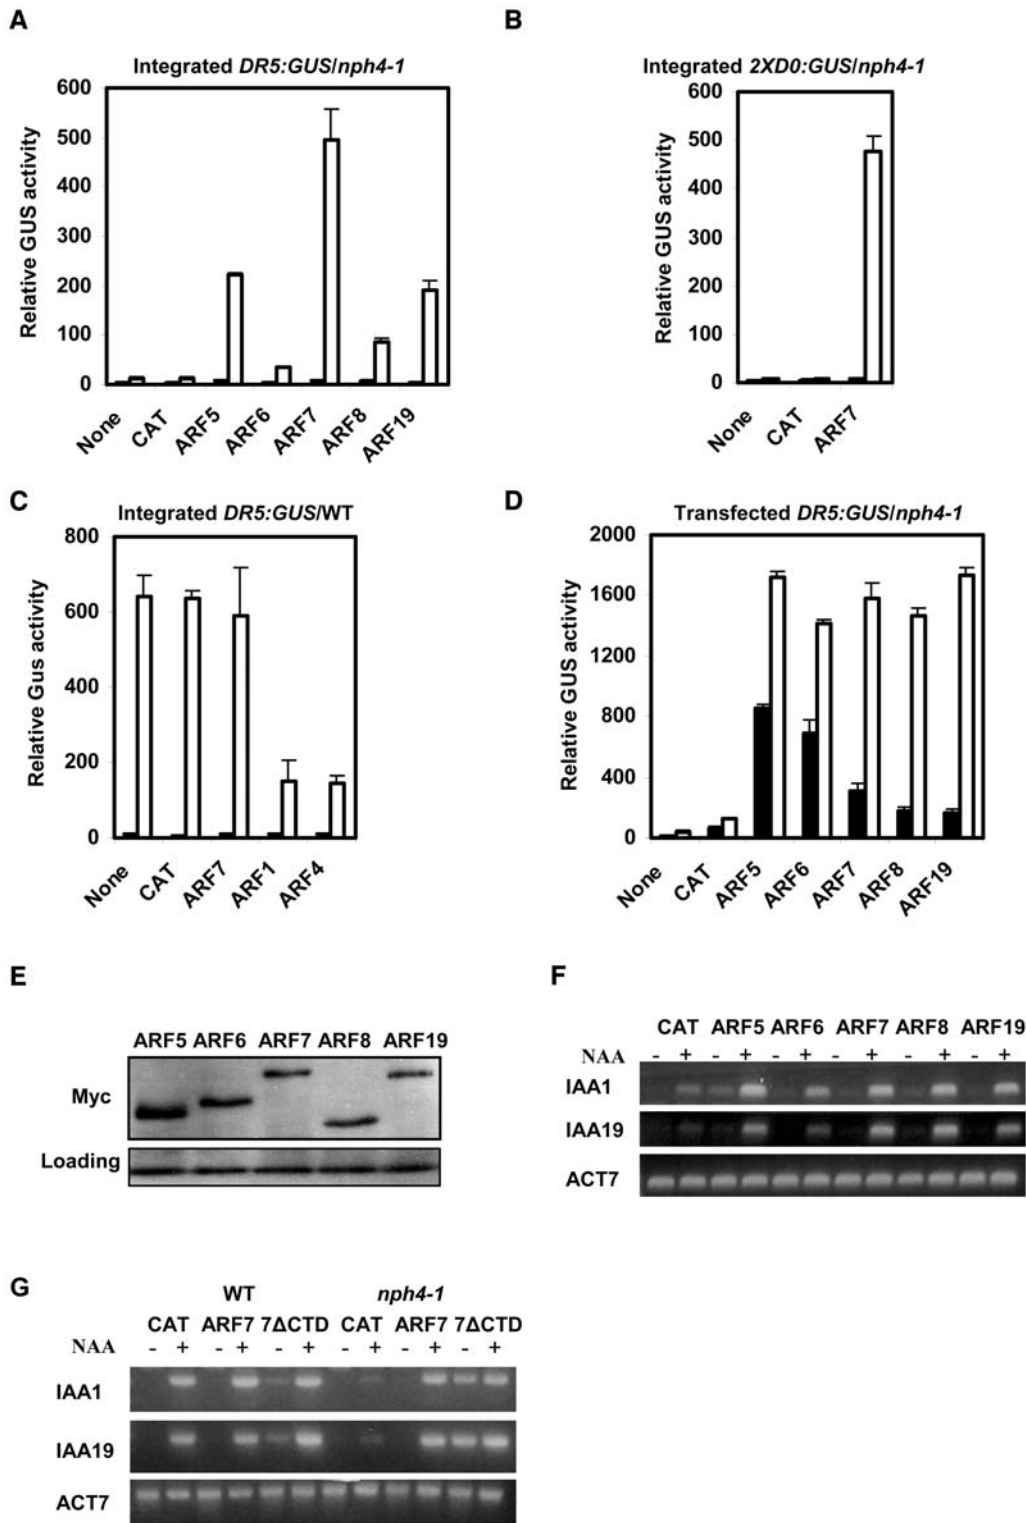 A
Integrated DR5:GUS/nph4-1
Relative GUS activity
600
500
400
300
200
100
0
None
CAT
ARF5
ARF6
ARF7
ARF8
ARF19
B
Integrated 2XD0:GUS/nph4-1
Relative GUS activity
600
500
400
300
200
100
0
None
CAT
ARF7
C
Integrated DR5:GUS/WT
Relative Gus activity
800
600
400
200
0
None
CAT
ARF7
ARF1
ARF4
D
Transfected DR5:GUS/nph4-1
Relative GUS activity
2000
1600
1200
800
400
0
None
CAT
ARF5
ARF6
ARF7
ARF8
ARF19
E
ARF5 ARF6 ARF7 ARF8 ARF19
Myc
Loading
F
CAT ARF5 ARF6 ARF7 ARF8 ARF19
NAA - + - + - + - + - + - +
IAA1
IAA19
ACT7
G
WT nph4-1
CAT ARF7 7ΔCTD CAT ARF7 7ΔCTD
NAA - + - + - + - + - + - +
IAA1
IAA19
ACT7